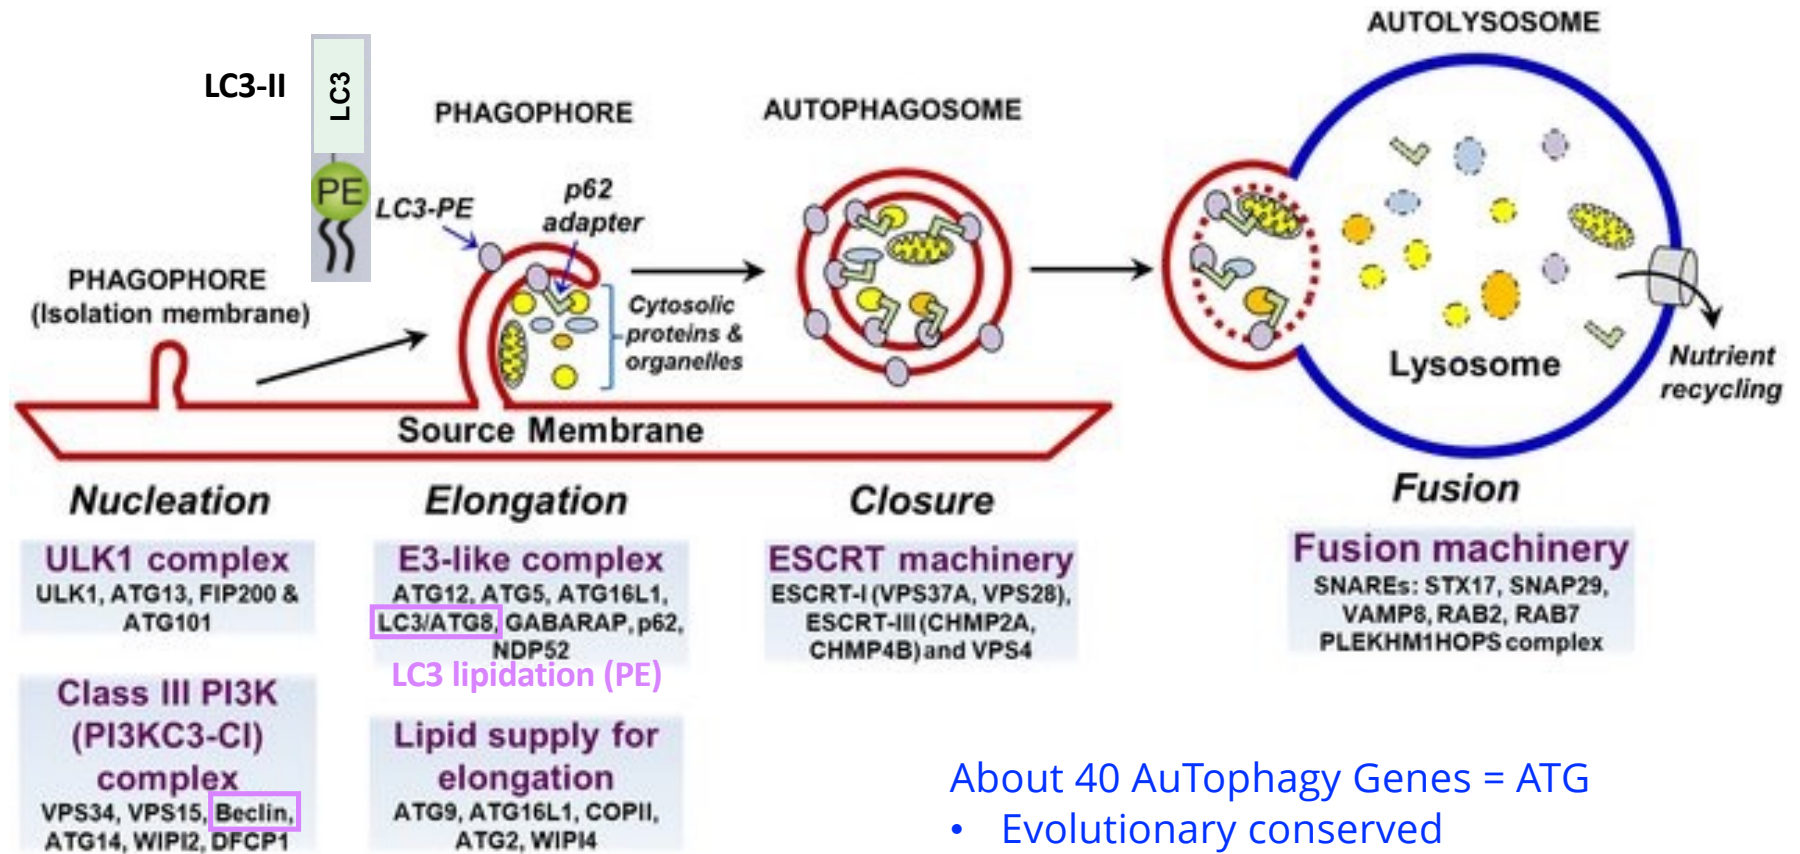 AUTOLYSOSOME
LC3-II
LC3
PE
PHAGOPHORE
AUTOPHAGOSOME
LC3-PE
p62
adapter
PHAGOPHORE
(Isolation membrane)
Cytosolic
proteins &
organelles
Lysosome
Nutrient
recycling
Source Membrane
Nucleation
ULK1 complex
ULK1, ATG13, FIP200 &
ATG101
Class III PI3K
(PI3KC3-CI)
complex
VPS34, VPS15, Beclin,
ATG14, WIPI2, DFCP1
Elongation
E3-like complex
ATG12, ATG5, ATG16L1,
LC3/ATG8, GABARAP, p62,
NDP52
LC3 lipidation (PE)
Lipid supply for
elongation
ATG9, ATG16L1, COPII,
ATG2, WIPI4
Closure
ESCRT machinery
ESCRT-I (VPS37A, VPS28),
ESCRT-III (CHMP2A,
CHMP4B) and VPS4
Fusion
Fusion machinery
SNAREs: STX17, SNAP29,
VAMP8, RAB2, RAB7
PLEKHM1HOPS complex
About 40 AuTophagy Genes = ATG
• Evolutionary conserved